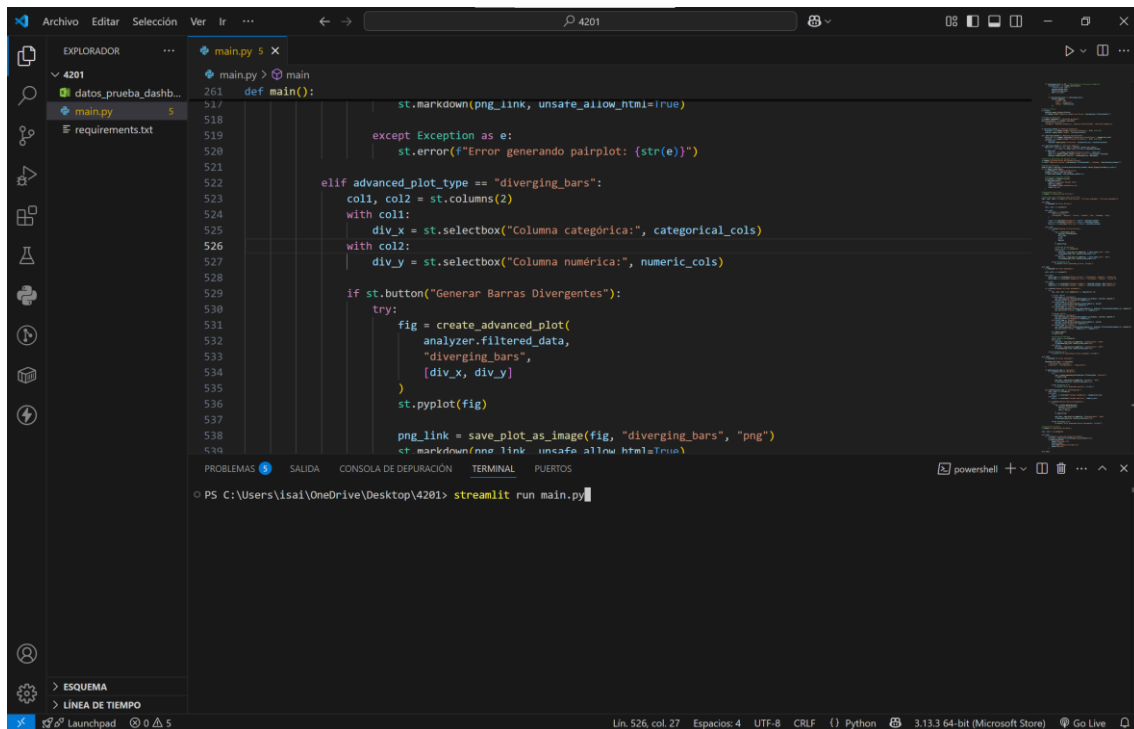 Archivo Editar Selección Ver Ir ··· 4201
EXPLORADOR ···
4201
datos_prueba_dashb...
main.py 5
requirements.txt
ESQUEMA
LÍNEA DE TIEMPO
main.py 5
main.py > main
261 def main():
517 st.markdown(png_link, unsafe_allow_html=True)
518
519 except Exception as e:
520 st.error(f"Error generando pairplot: {str(e)}")
521
522 elif advanced_plot_type == "diverging_bars":
523 col1, col2 = st.columns(2)
524 with col1:
525 div_x = st.selectbox("Columna categórica:", categorical_cols)
526 with col2:
527 div_y = st.selectbox("Columna numérica:", numeric_cols)
528
529 if st.button("Generar Barras Divergentes"):
530 try:
531 fig = create_advanced_plot(
532 analyzer.filtered_data,
533 "diverging_bars",
534 [div_x, div_y]
535 )
536 st.pyplot(fig)
537
538 png_link = save_plot_as_image(fig, "diverging_bars", "png")
539 st.markdown(png_link, unsafe_allow_html=True)
PROBLEMAS 5 SALIDA CONSOLA DE DEPURACIÓN TERMINAL PUERTOS powershell
PS C:\Users\isai\OneDrive\Desktop\4201> streamlit run main.py
Launchpad 0 5 Lín. 526, col. 27 Espacios: 4 UTF-8 CRLF {} Python 3.13.3 64-bit (Microsoft Store) Go Live